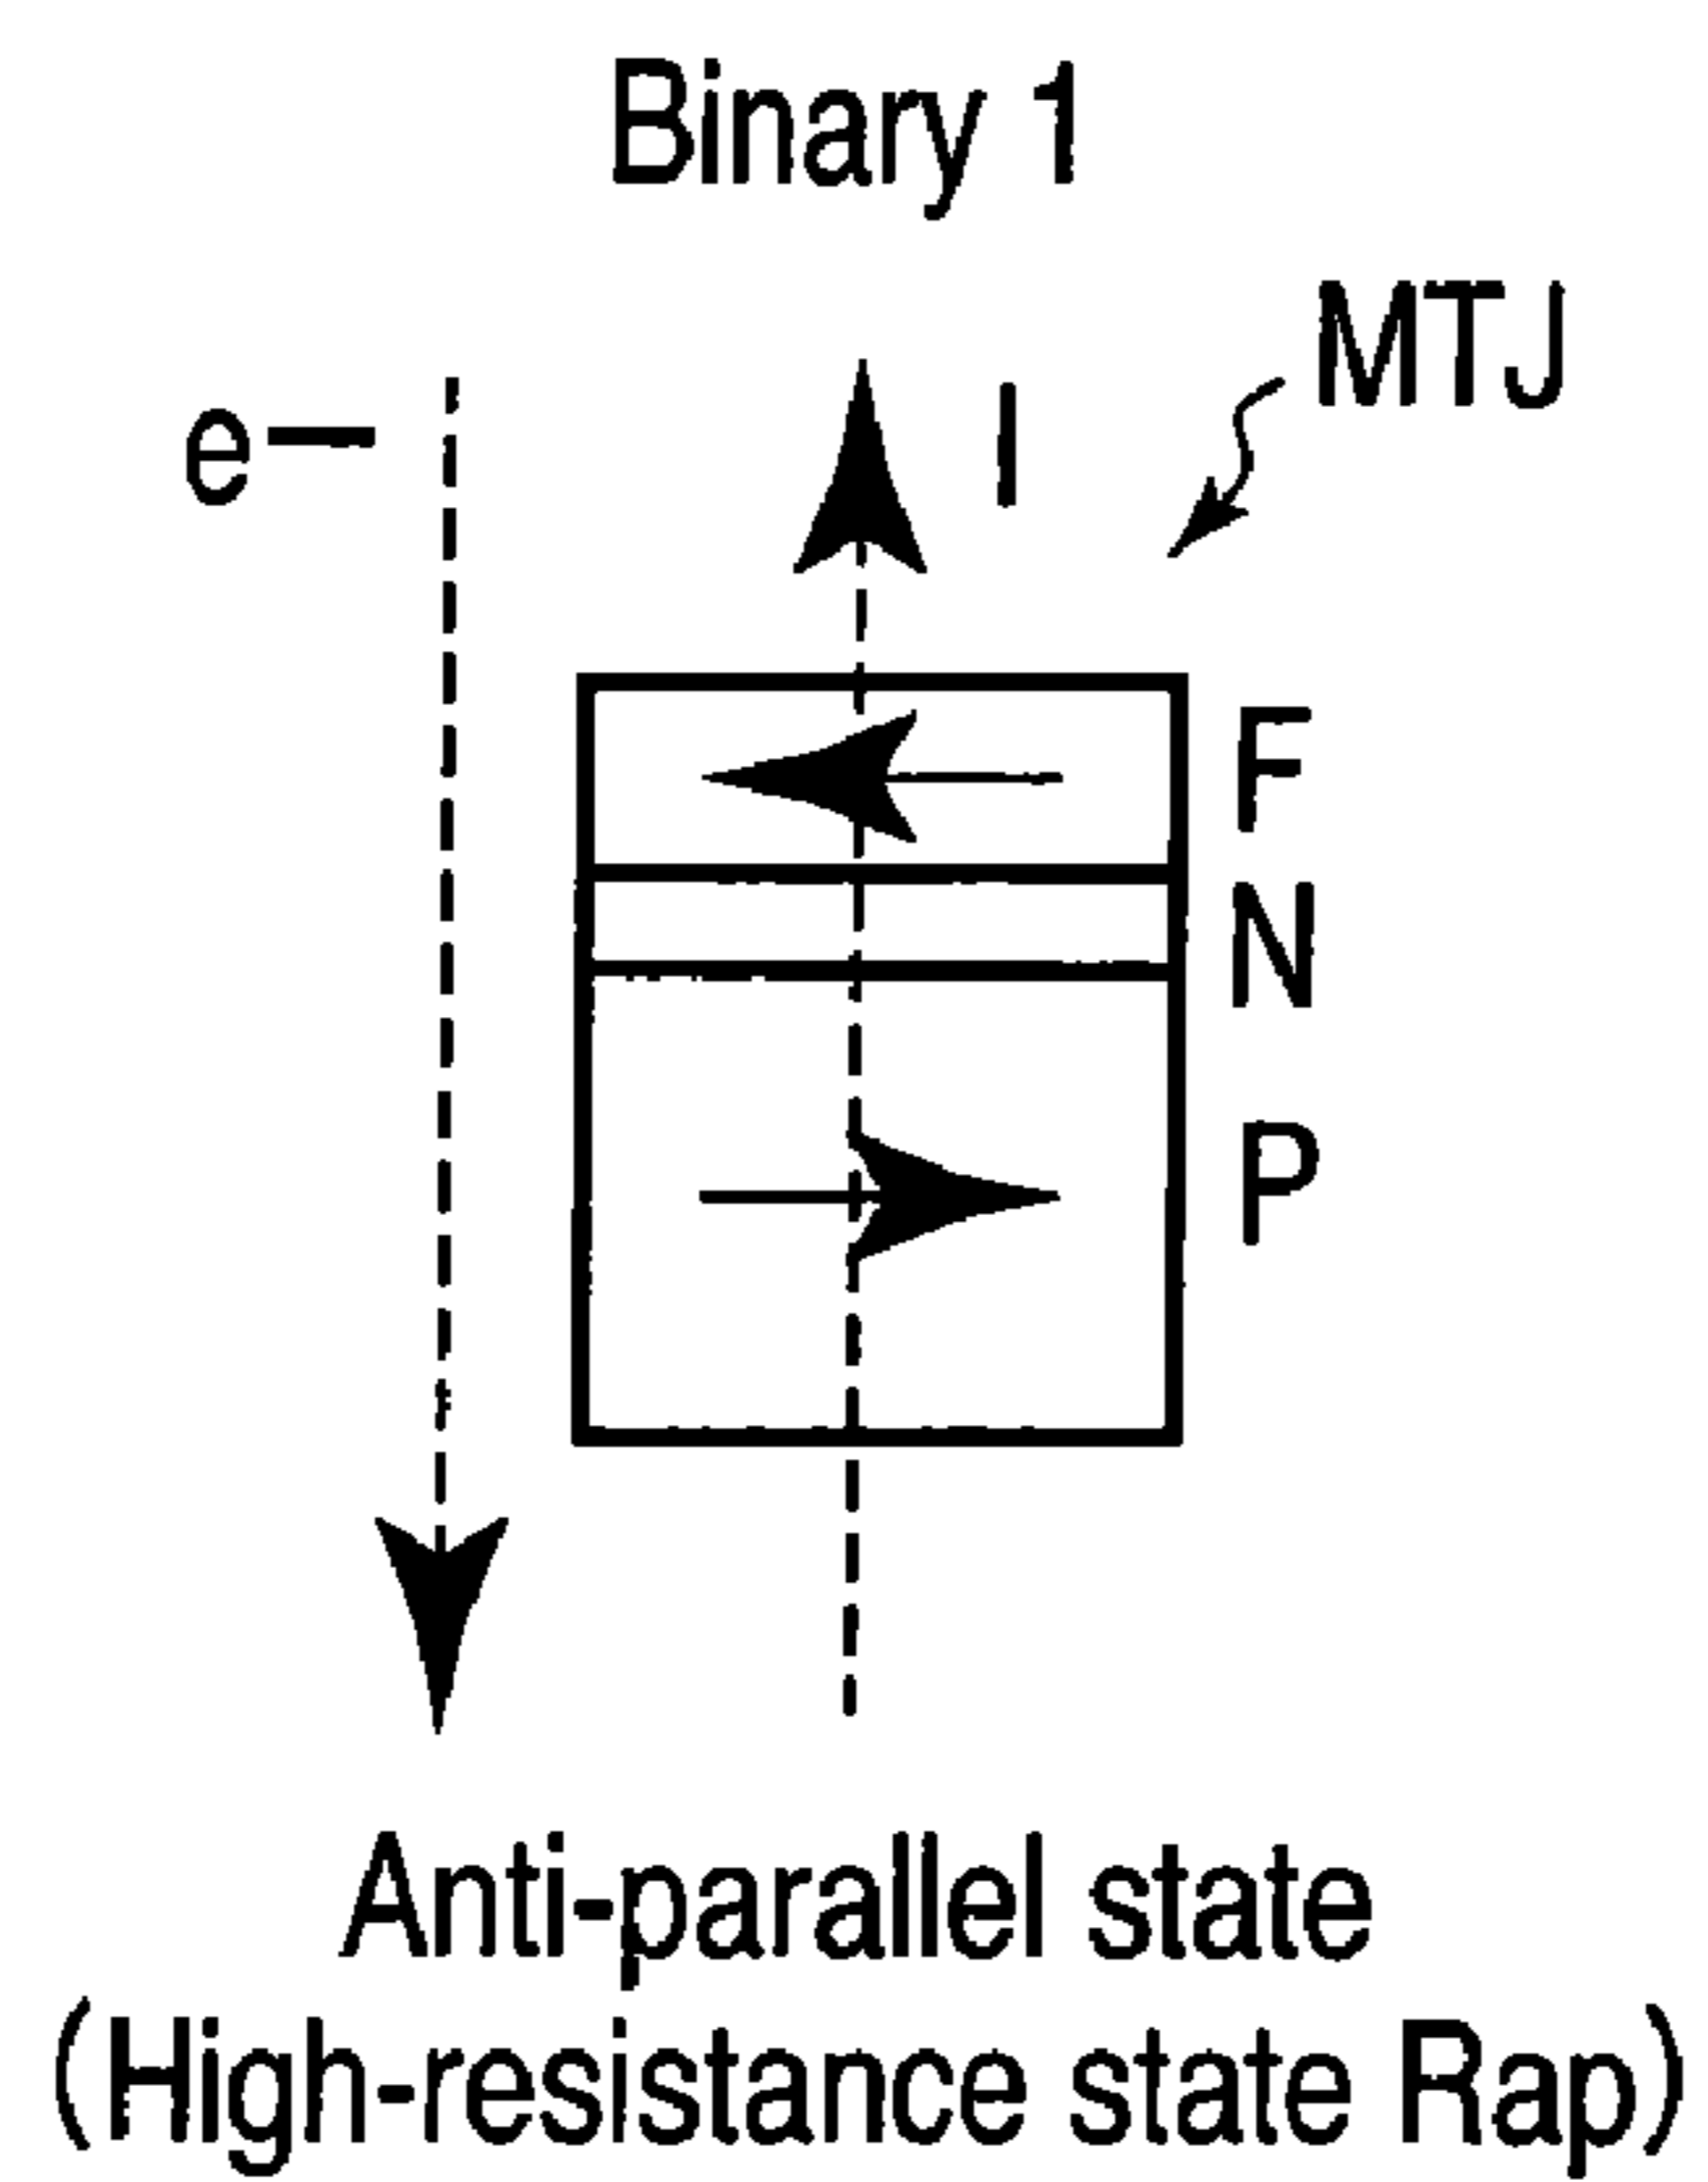 Binary 1
MTJ
e—
I
F
N
P
Anti-parallel state
(High-resistance state Rap)